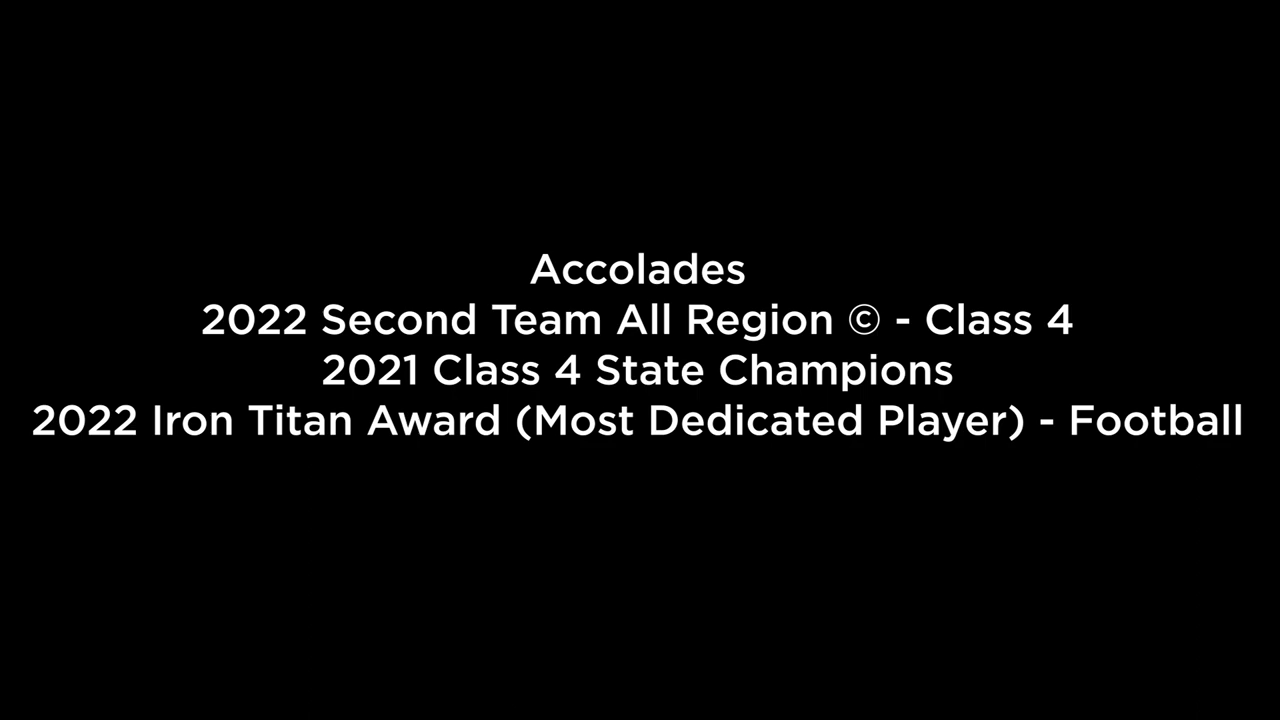 Accolades
2022 Second Team All Region © - Class 4
2021 Class 4 State Champions
2022 Iron Titan Award (Most Dedicated Player) - Football